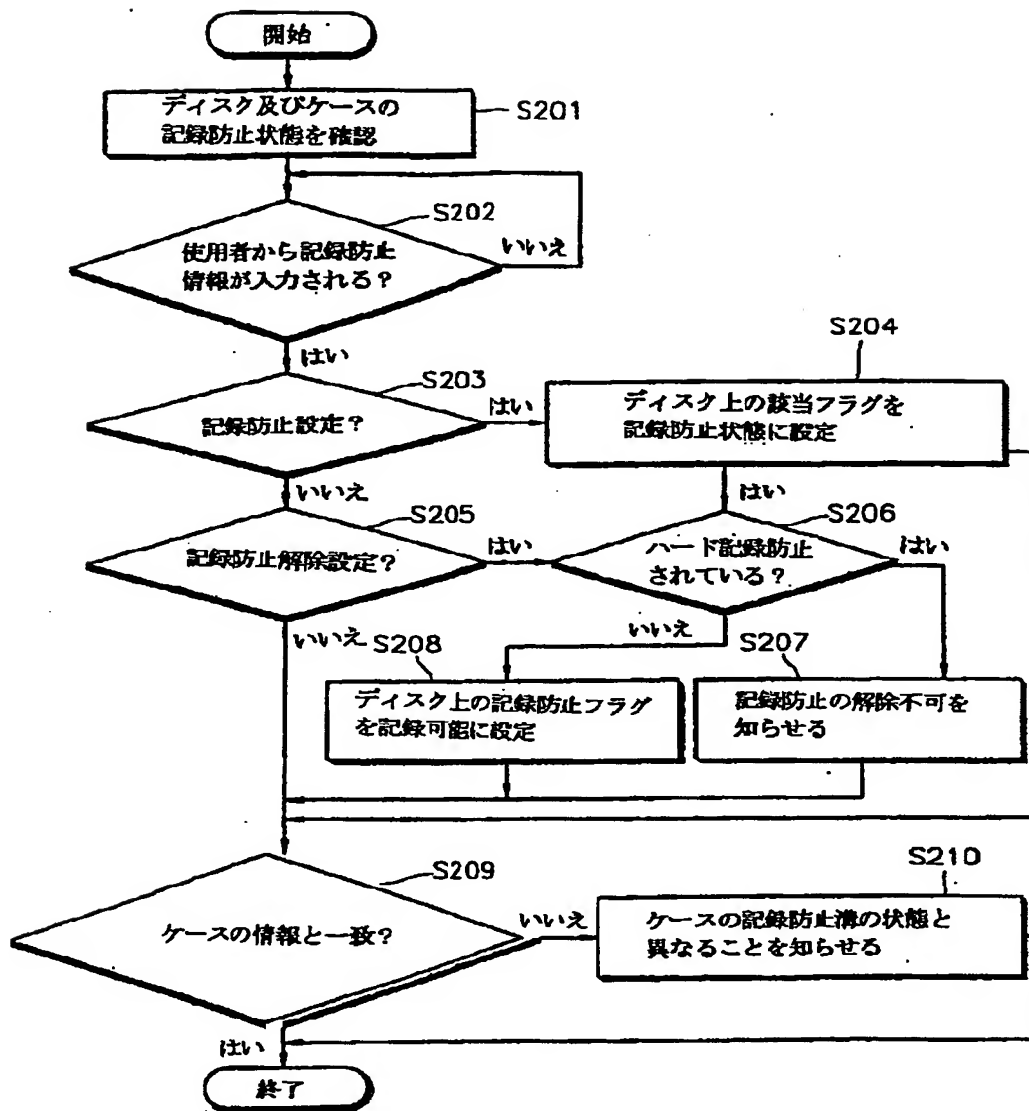 開始
ディスク及びケースの
記録防止状態を確認
S201
S202
使用者から記録防止
情報が入力される?
いいえ
はい
S203
記録防止設定?
はい
S204
ディスク上の該当フラグを
記録防止状態に設定
いいえ
はい
S205
記録防止解除設定?
はい
S206
ハード記録防止
されている?
はい
いいえ
いいえ
S208
ディスク上の記録防止フラグ
を記録可能に設定
S207
記録防止の解除不可を
知らせる
S209
ケースの情報と一致?
いいえ
S210
ケースの記録防止溝の状態と
異なることを知らせる
はい
終了